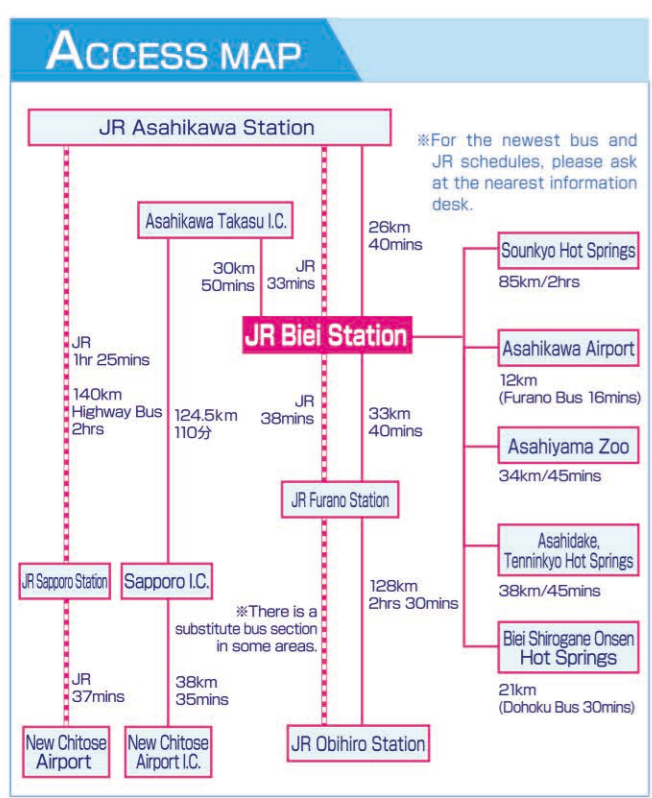 ACCESS MAP
JR Asahikawa Station
※For the newest bus and
JR schedules, please ask
at the nearest information
desk.
Asahikawa Takasu I.C.
26km
40mins
30km
50mins
JR
33mins
Sounkyo Hot Springs
85km/2hrs
JR Biei Station
JR
1hr 25mins
140km
Highway Bus
2hrs
124.5km
110分
JR
38mins
33km
40mins
Asahikawa Airport
12km
(Furano Bus 16mins)
Asahiyama Zoo
34km/45mins
JR Furano Station
Asahidake,
Tenninkyo Hot Springs
38km/45mins
JR Sapporo Station
Sapporo I.C.
※There is a
substitute bus section
in some areas.
128km
2hrs 30mins
Biei Shirogane Onsen
Hot Springs
21km
(Dohoku Bus 30mins)
JR
37mins
38km
35mins
New Chitose
Airport
New Chitose
Airport I.C.
JR Obihiro Station